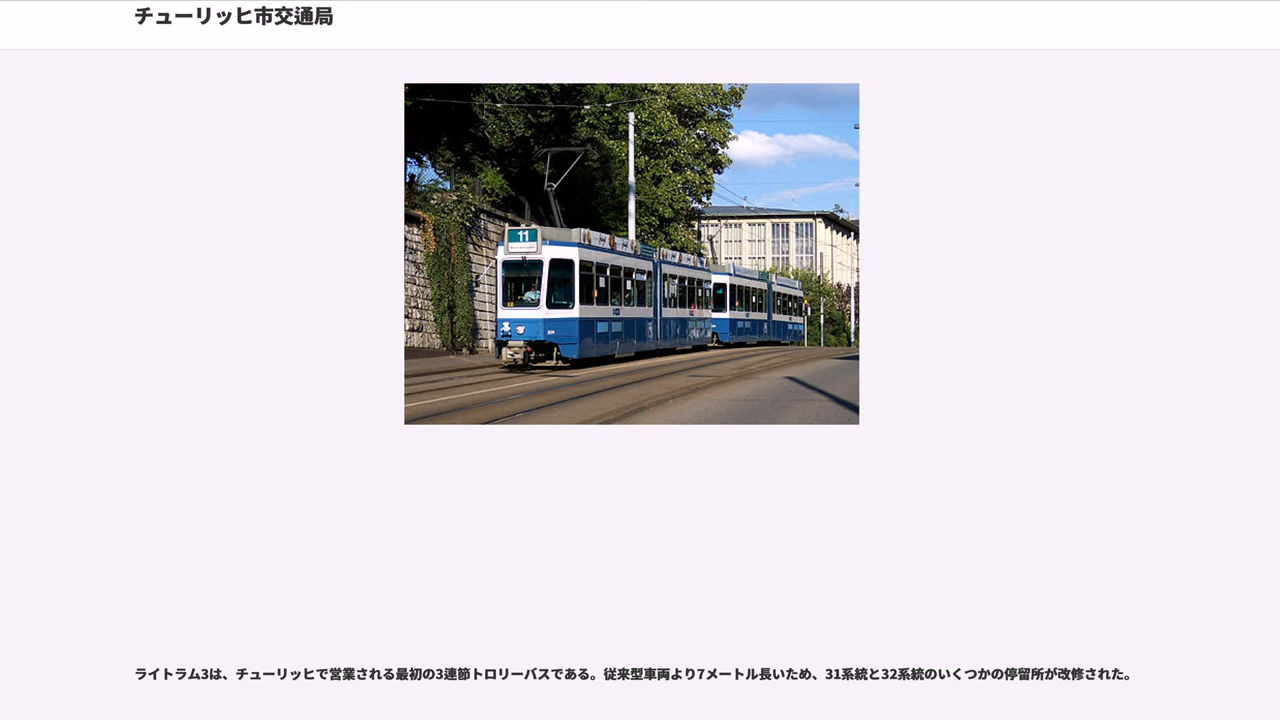 チューリッヒ市交通局
11
ライトラム3は、チューリッヒで営業される最初の3連節トロリーバスである。従来型車両より7メートル長いため、31系統と32系統のいくつかの停留所が改修された。